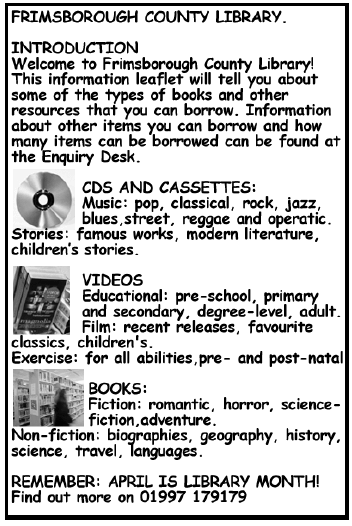 FRIMSBOROUGH COUNTY LIBRARY.
INTRODUCTION
Welcome to Frimsborough County Library!
This information leaflet will tell you about
some of the types of books and other
resources that you can borrow. Information
about other items you can borrow and how
many items can be borrowed can be found at
the Enquiry Desk.
CDS AND CASSETTES:
Music: pop, classical, rock, jazz,
blues,street, reggae and operatic.
Stories: famous works, modern literature,
children's stories.
VIDEOS
Educational: pre-school, primary
and secondary, degree-level, adult.
Film: recent releases, favourite
classics, children's.
Exercise: for all abilities,pre- and post-natal
BOOKS:
Fiction: romantic, horror, science-
fiction,adventure.
Non-fiction: biographies, geography, history,
science, travel, languages.
REMEMBER: APRIL IS LIBRARY MONTH!
Find out more on 01997 179179